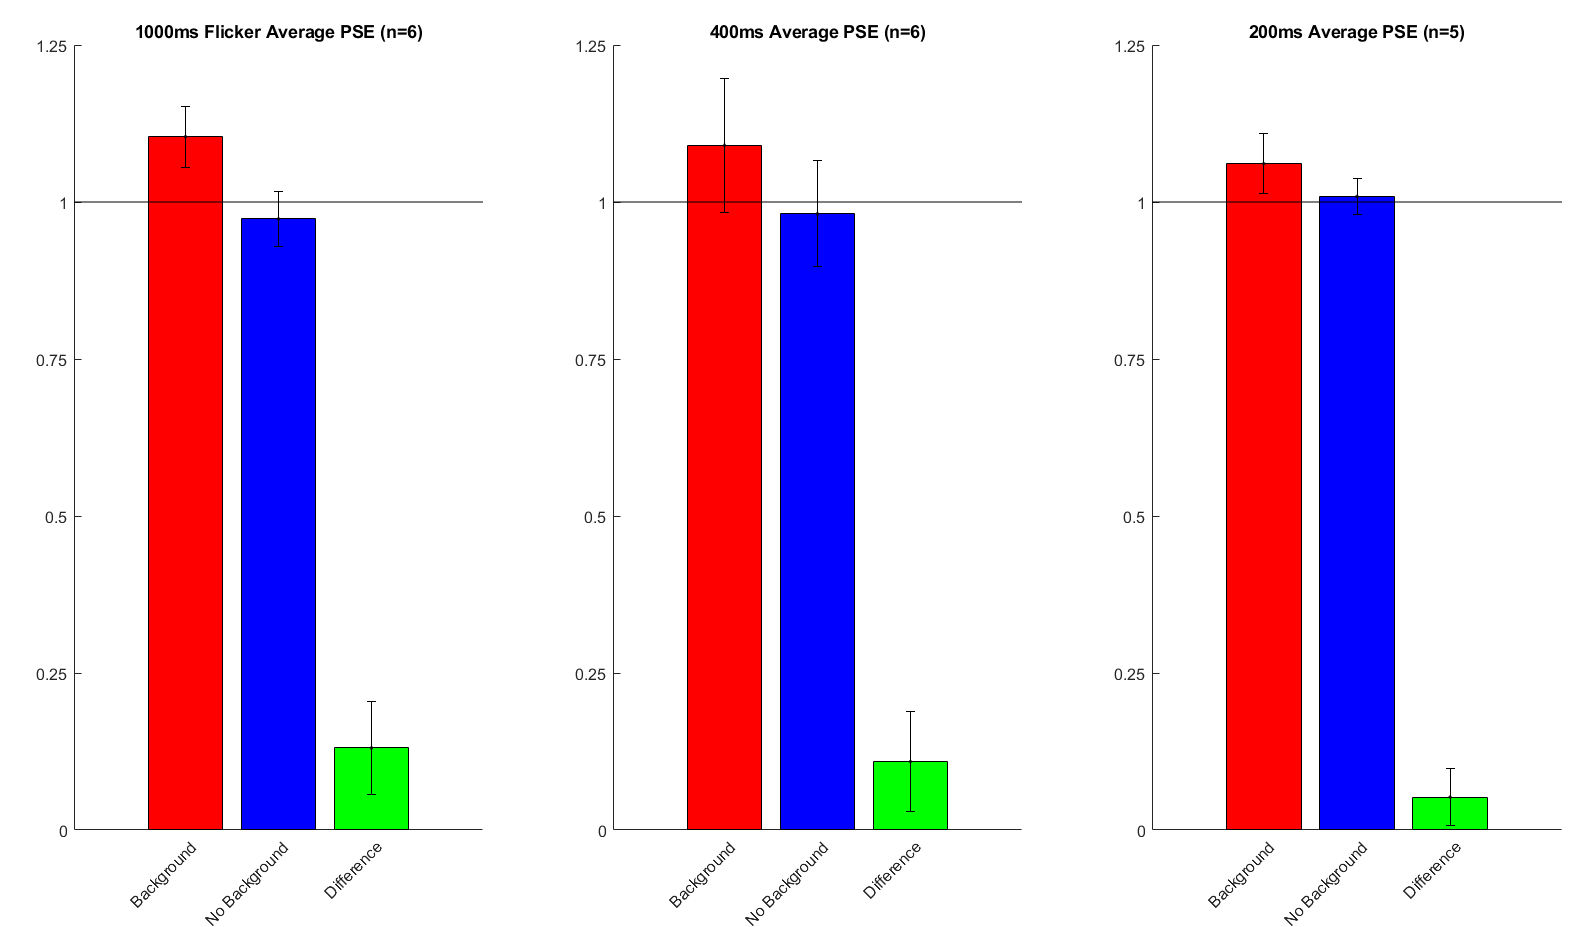 1000ms Flicker Average PSE (n=6)
1.25
1
0.75
0.5
0.25
0
Background
No Background
Difference
400ms Average PSE (n=6)
1.25
1
0.75
0.5
0.25
0
Background
No Background
Difference
200ms Average PSE (n=5)
1.25
1
0.75
0.5
0.25
0
Background
No Background
Difference